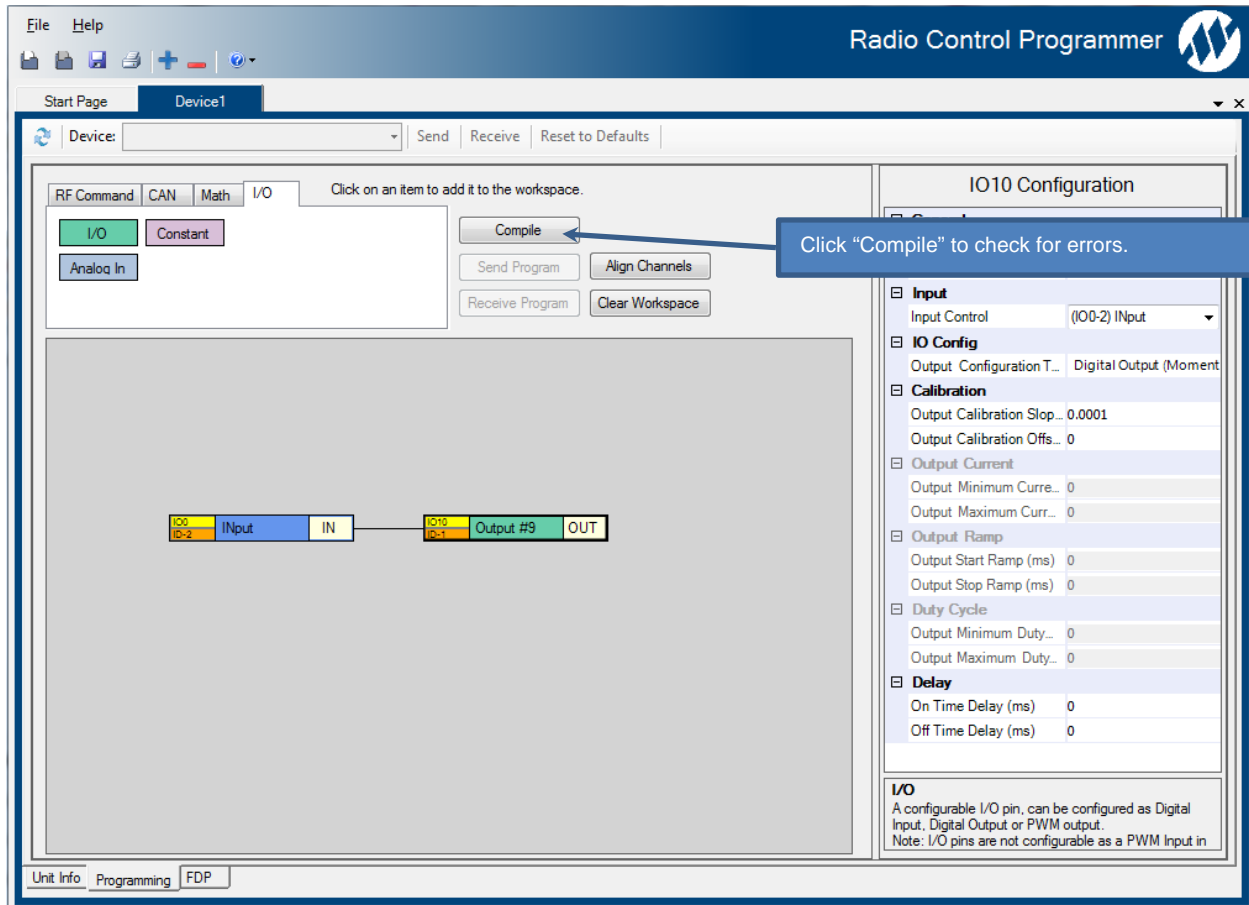 File Help
Radio Control Programmer
Start Page Device1
Device: Send Receive Reset to Defaults
RF Command CAN Math I/O
Click on an item to add it to the workspace.
I/O Constant
Analog In
Compile
Send Program Align Channels
Receive Program Clear Workspace
Click “Compile” to check for errors.
IO0
ID-2
INput IN
IO10
ID-1
Output #9 OUT
IO10 Configuration
Input
Input Control (IO0-2) INput
IO Config
Output Configuration T... Digital Output (Moment
Calibration
Output Calibration Slop... 0.0001
Output Calibration Offs... 0
Output Current
Output Minimum Curre... 0
Output Maximum Curr... 0
Output Ramp
Output Start Ramp (ms) 0
Output Stop Ramp (ms) 0
Duty Cycle
Output Minimum Duty... 0
Output Maximum Duty... 0
Delay
On Time Delay (ms) 0
Off Time Delay (ms) 0
I/O
A configurable I/O pin, can be configured as Digital
Input, Digital Output or PWM output.
Note: I/O pins are not configurable as a PWM Input in
Unit Info Programming FDP